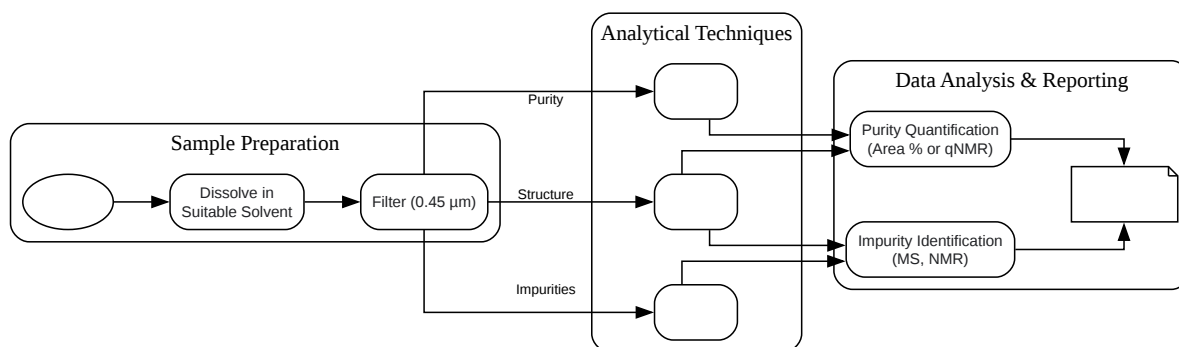 Sample Preparation
Dissolve in
Suitable Solvent
Filter (0.45 µm)
Purity
Structure
Impurities
Analytical Techniques
Data Analysis & Reporting
Purity Quantification
(Area % or qNMR)
Impurity Identification
(MS, NMR)